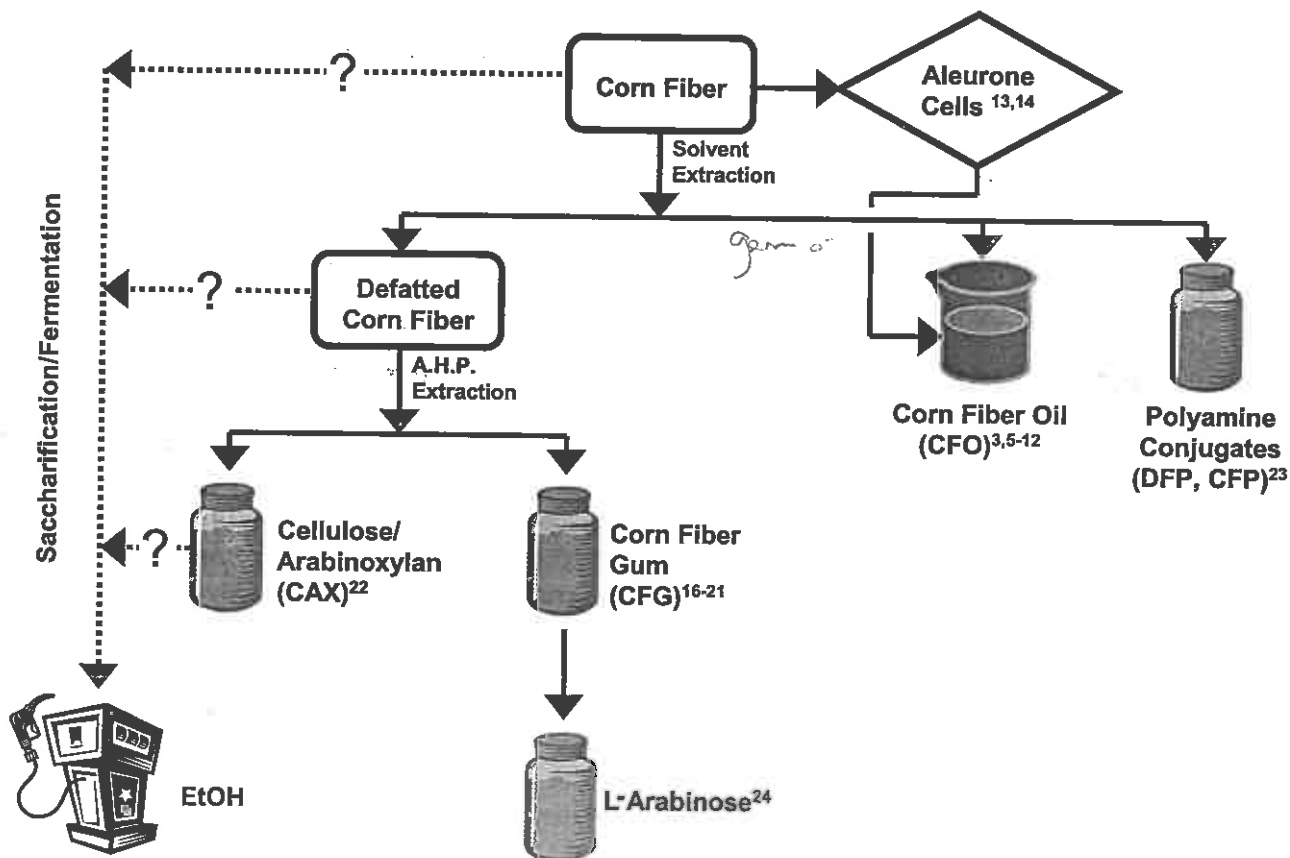 ?
Corn Fiber
Aleurone
Cells 13,14
Solvent
Extraction
Saccharification/Fermentation
?
Defatted
Corn Fiber
A.H.P.
Extraction
Corn Fiber Oil
(CFO)3,5-12
Polyamine
Conjugates
(DFP, CFP)23
?
Cellulose/
Arabinoxylan
(CAX)22
Corn Fiber
Gum
(CFG)16-21
EtOH
L-Arabinose24